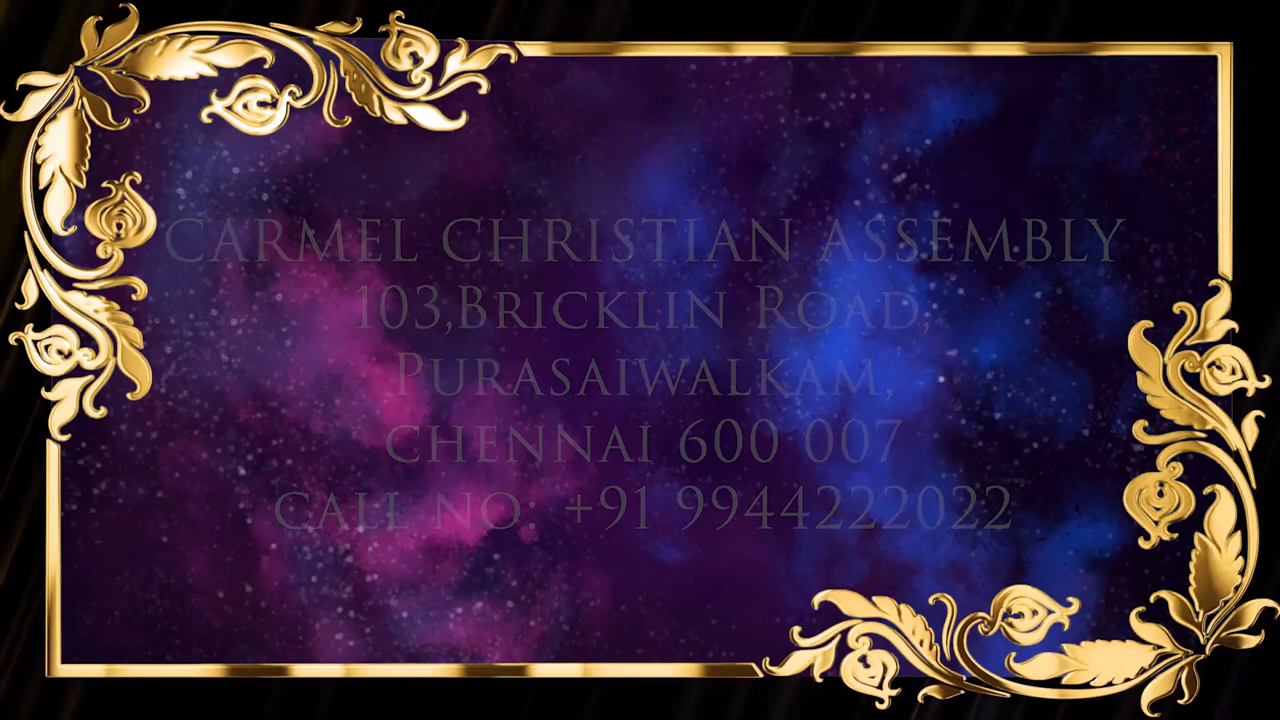 CARMEL CHRISTIAN ASSEMBLY
103,BRICKLIN ROAD,
PURASAIWALKAM,
CHENNAI 600 007
CALL NO: +91 9944222022